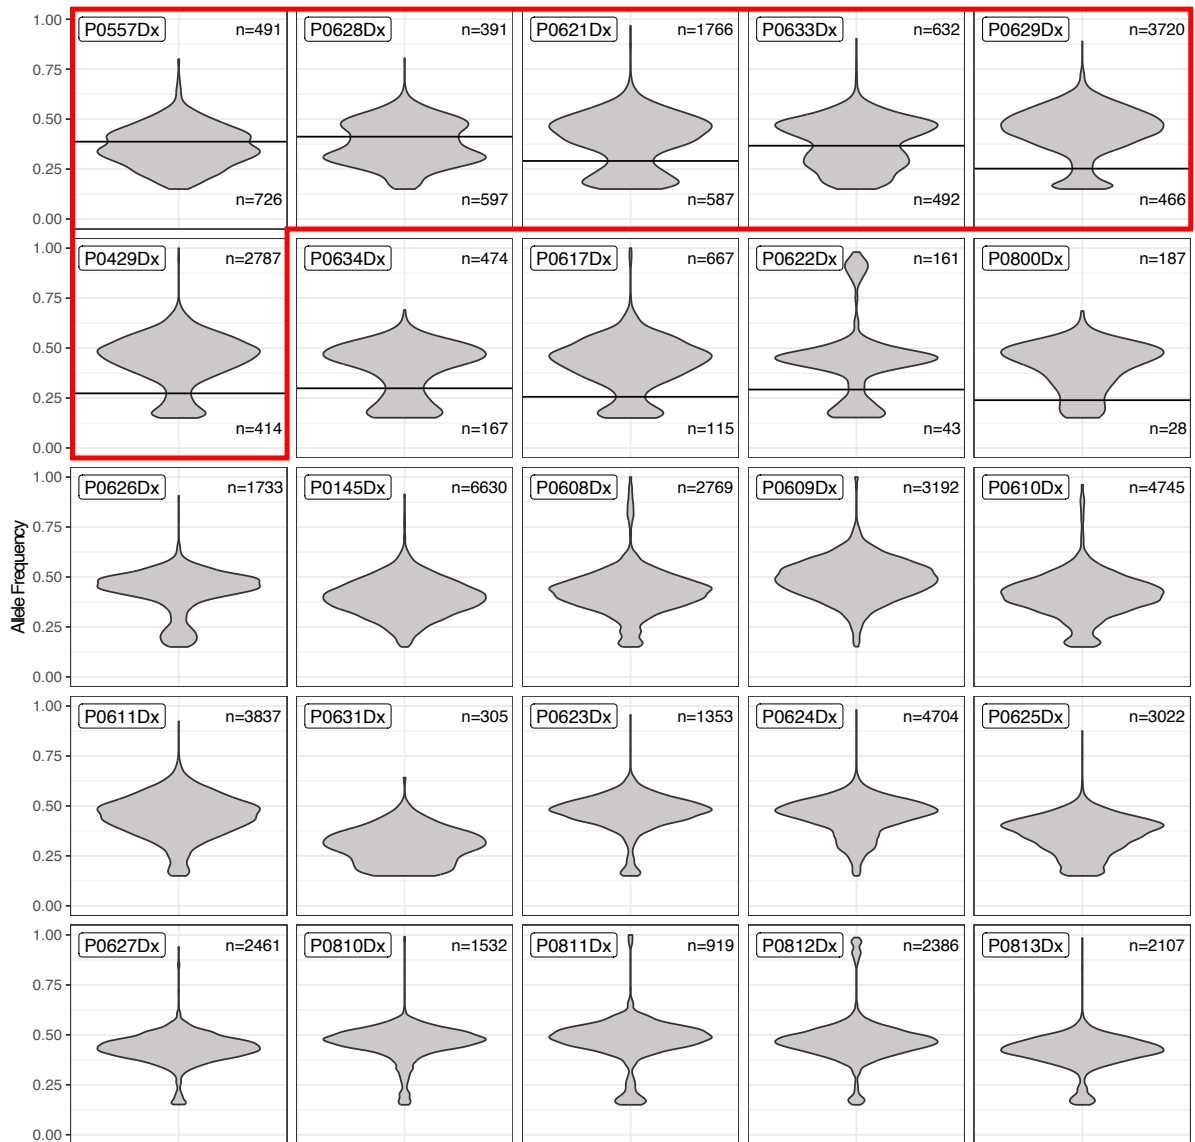 1.00 P0557Dx n=491 P0628Dx n=391 P0621Dx n=1766 P0633Dx n=632 P0629Dx n=3720
0.75
0.50
0.25
n=726 n=597 n=587 n=492 n=466
0.00
1.00 P0429Dx n=2787 P0634Dx n=474 P0617Dx n=667 P0622Dx n=161 P0800Dx n=187
0.75
0.50
0.25
n=414 n=167 n=115 n=43 n=28
0.00
1.00 P0626Dx n=1733 P0145Dx n=6630 P0608Dx n=2769 P0609Dx n=3192 P0610Dx n=4745
0.75
0.50
0.25
0.00
Allele Frequency
1.00 P0611Dx n=3837 P0631Dx n=305 P0623Dx n=1353 P0624Dx n=4704 P0625Dx n=3022
0.75
0.50
0.25
0.00
1.00 P0627Dx n=2461 P0810Dx n=1532 P0811Dx n=919 P0812Dx n=2386 P0813Dx n=2107
0.75
0.50
0.25
0.00